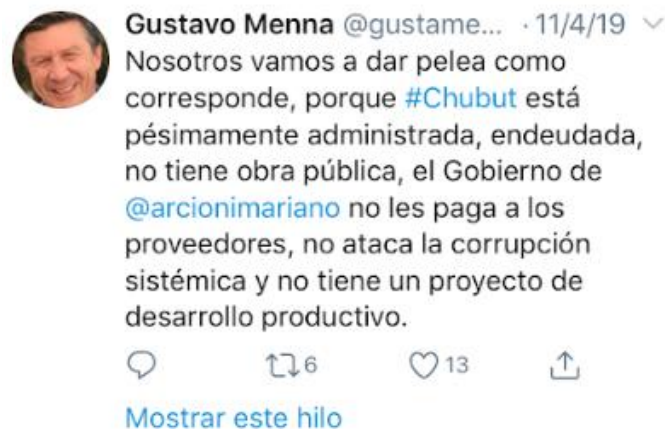 Gustavo Menna @gustame... · 11/4/19
Nosotros vamos a dar pelea como
corresponde, porque #Chubut está
pésimamente administrada, endeudada,
no tiene obra pública, el Gobierno de
@arcionimariano no les paga a los
proveedores, no ataca la corrupción
sistémica y no tiene un proyecto de
desarrollo productivo.
6 13
Mostrar este hilo